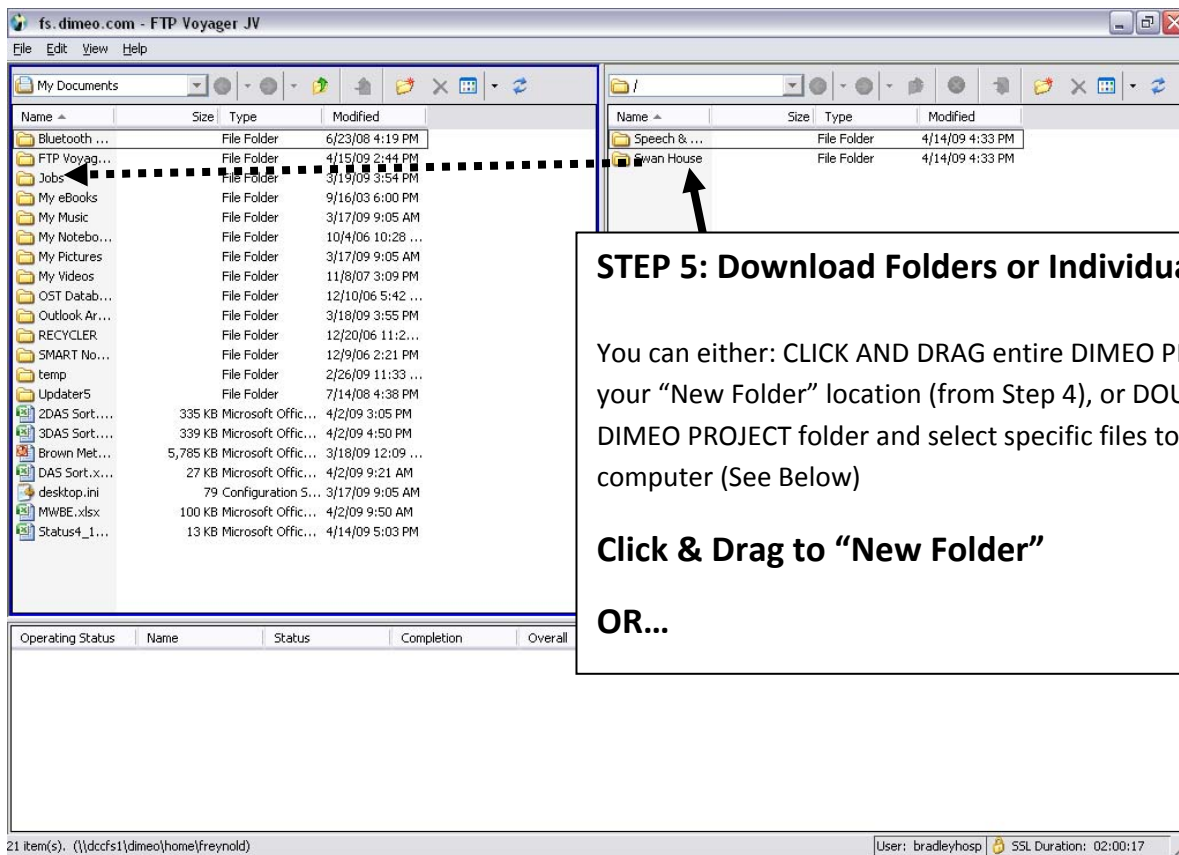 fs.dimeo.com - FTP Voyager JV
File Edit View Help
My Documents
Name Size Type Modified
Bluetooth ... File Folder 6/23/08 4:19 PM
FTP Voyag... File Folder 4/15/09 2:44 PM
Jobs File Folder 3/19/09 3:54 PM
My eBooks File Folder 9/16/03 6:00 PM
My Music File Folder 3/17/09 9:05 AM
My Notebo... File Folder 10/4/06 10:28 ...
My Pictures File Folder 3/17/09 9:05 AM
My Videos File Folder 11/8/07 3:09 PM
OST Datab... File Folder 12/10/06 5:42 ...
Outlook Ar... File Folder 3/18/09 3:55 PM
RECYCLER File Folder 12/20/06 11:2...
SMART No... File Folder 12/9/06 2:21 PM
temp File Folder 2/26/09 11:33 ...
Updater5 File Folder 7/14/08 4:38 PM
2DAS Sort.... 335 KB Microsoft Offic... 4/2/09 3:05 PM
3DAS Sort.... 339 KB Microsoft Offic... 4/2/09 4:50 PM
Brown Met... 5,785 KB Microsoft Offic... 3/18/09 12:09 ...
DAS Sort.x... 27 KB Microsoft Offic... 4/2/09 9:21 AM
desktop.ini 79 Configuration S... 3/17/09 9:05 AM
MWBE.xlsx 100 KB Microsoft Offic... 4/2/09 9:50 AM
Status4_1... 13 KB Microsoft Offic... 4/14/09 5:03 PM
/
Name Size Type Modified
Speech & ... File Folder 4/14/09 4:33 PM
Swan House File Folder 4/14/09 4:33 PM
STEP 5: Download Folders or Individua
You can either: CLICK AND DRAG entire DIMEO P
your “New Folder” location (from Step 4), or DOU
DIMEO PROJECT folder and select specific files to
computer (See Below)
Click & Drag to “New Folder”
OR…
Operating Status Name Status Completion Overall
21 item(s). (\\dccfs1\dimeo\home\freynold)
User: bradleyhosp SSL Duration: 02:00:17